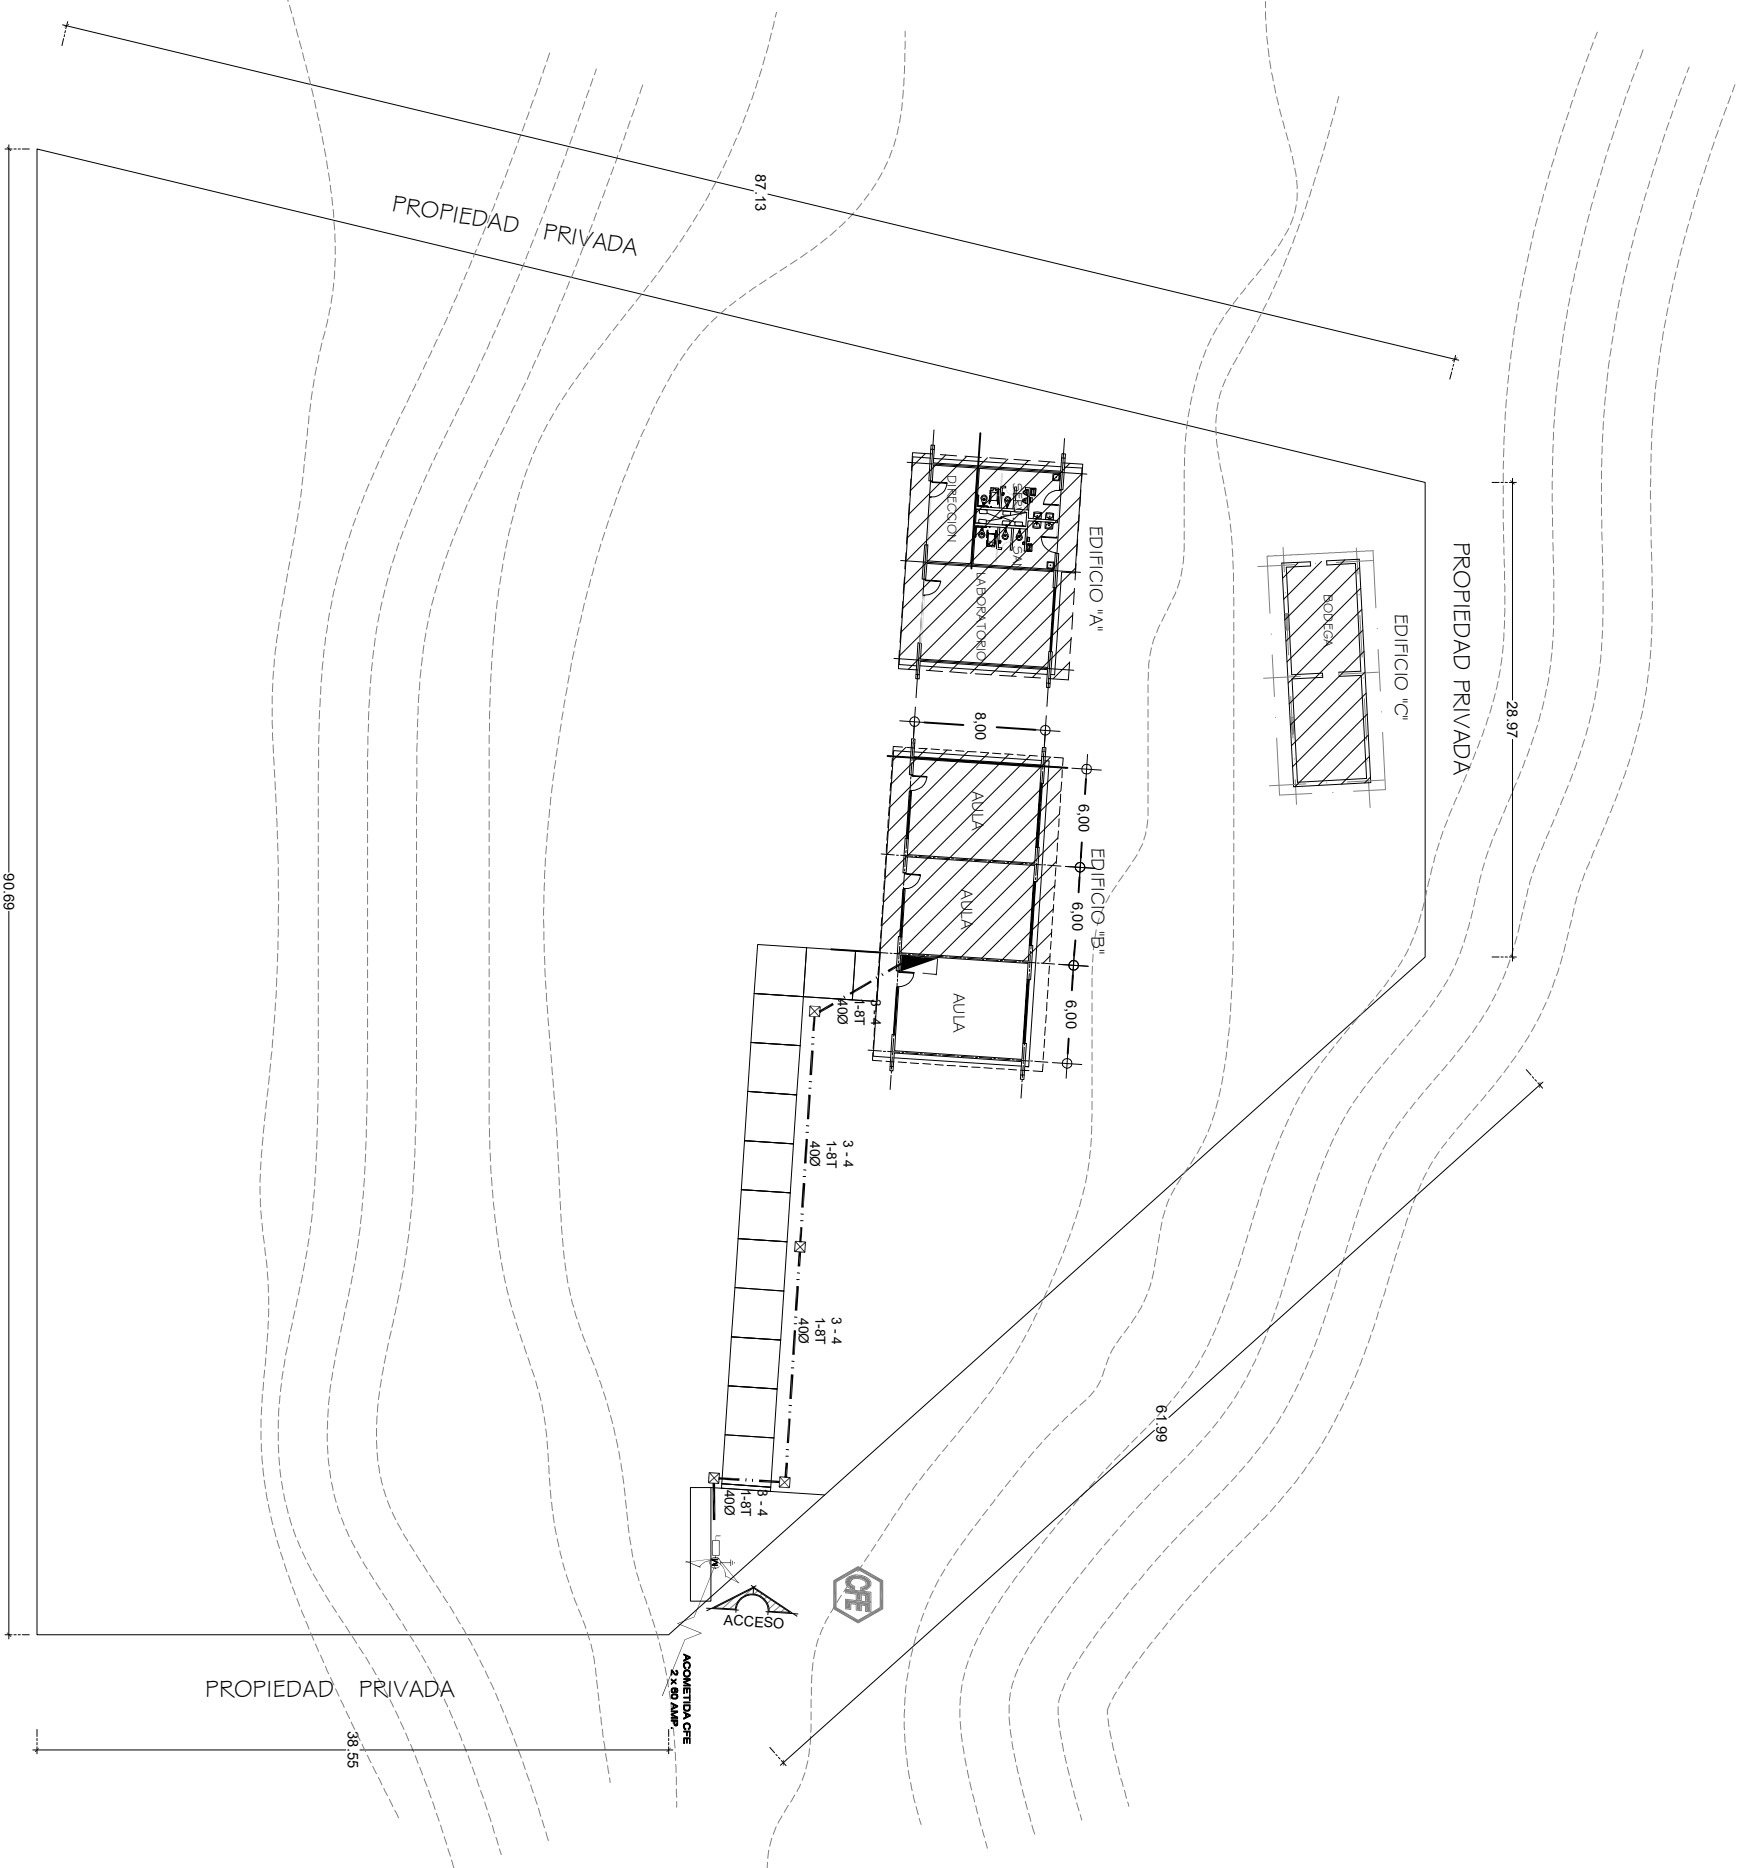 87.13
PROPIEDAD PRIVADA
PROPIEDAD PRIVADA
28.97
EDIFICIO "A"
DIRECCION
LABORATORIO
EDIFICIO "C"
BODEGA
8,00
EDIFICIO "B"
AULA
AULA
AULA
6,00
6,00
6,00
90.69
3 - 4
1-8T
40Ø
3 - 4
1-8T
40Ø
3 - 4
1-8T
40Ø
3 - 4
1-8T
40Ø
61.99
M
CFE
ACCESO
ACOMETIDA CFE
2 x 60 AMP.
PROPIEDAD PRIVADA
38.55